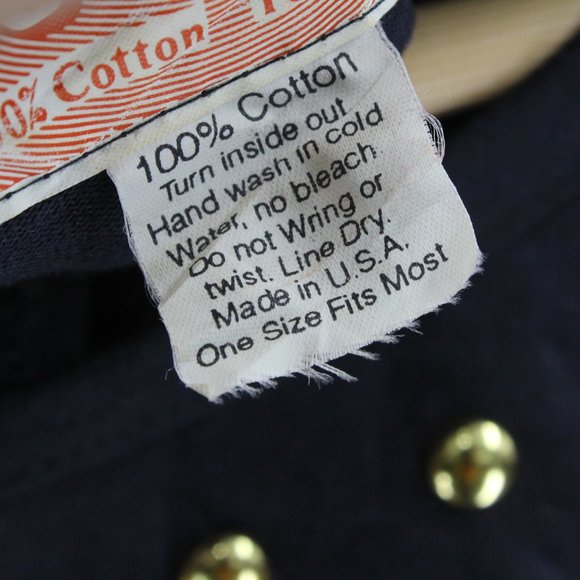 0% Cotton
100% Cotton
Turn inside out
Hand wash in cold
Water, no bleach.
Do not Wring or
twist. Line Dry.
Made in U.S.A.
One Size Fits Most